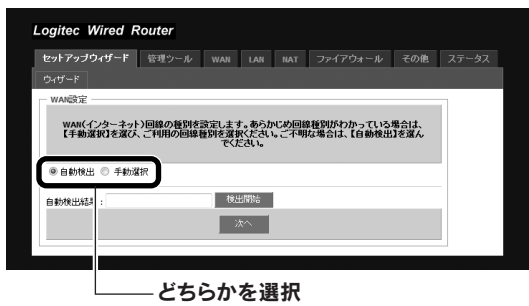 Logitec Wired Router
セットアップウィザード 管理ツール WAN LAN NAT ファイアウォール その他 ステータス
ウィザード
WAN設定
WAN(インターネット)回線の種別を設定します。あらかじめ回線種別がわかっている場合は、
【手動選択】を選び、ご利用の回線種別を選択ください。ご不明な場合は、【自動検出】を選ん
でください。
自動検出 手動選択
自動検出結果 : 検出開始
次へ
どちらかを選択